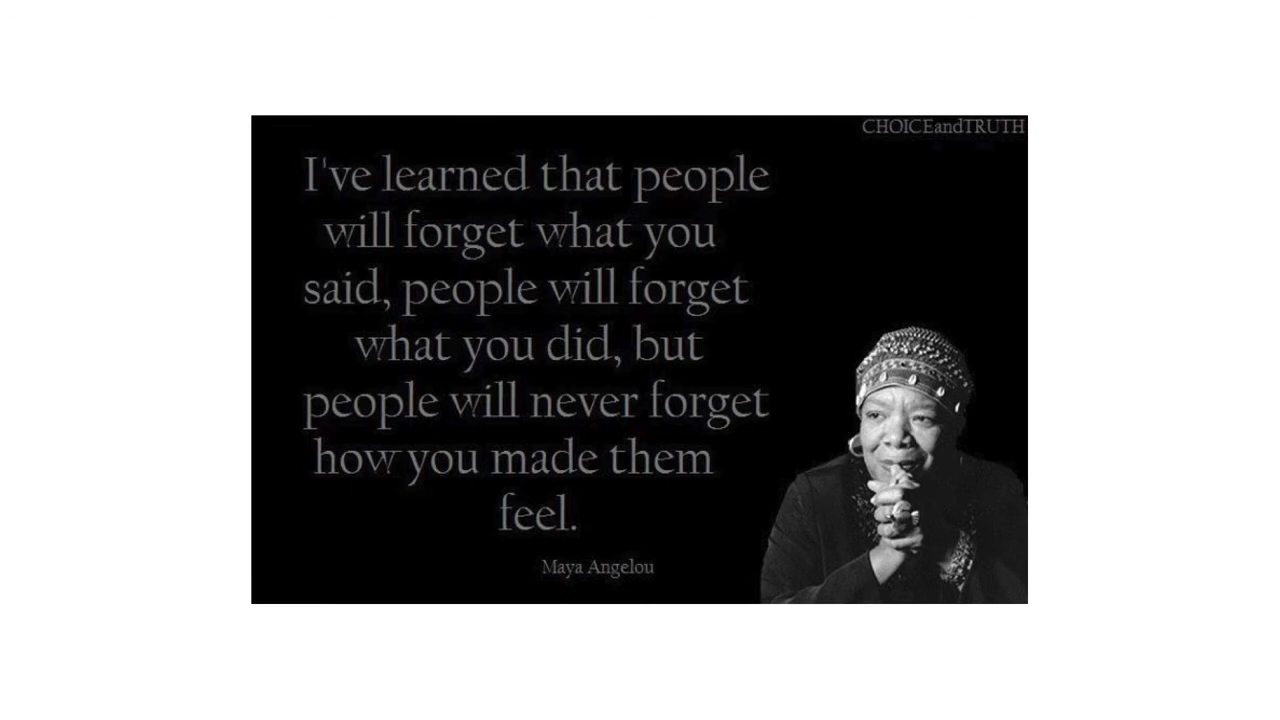 CHOICEandTRUTH
I've learned that people
will forget what you
said, people will forget
what you did, but
people will never forget
how you made them
feel.
Maya Angelou